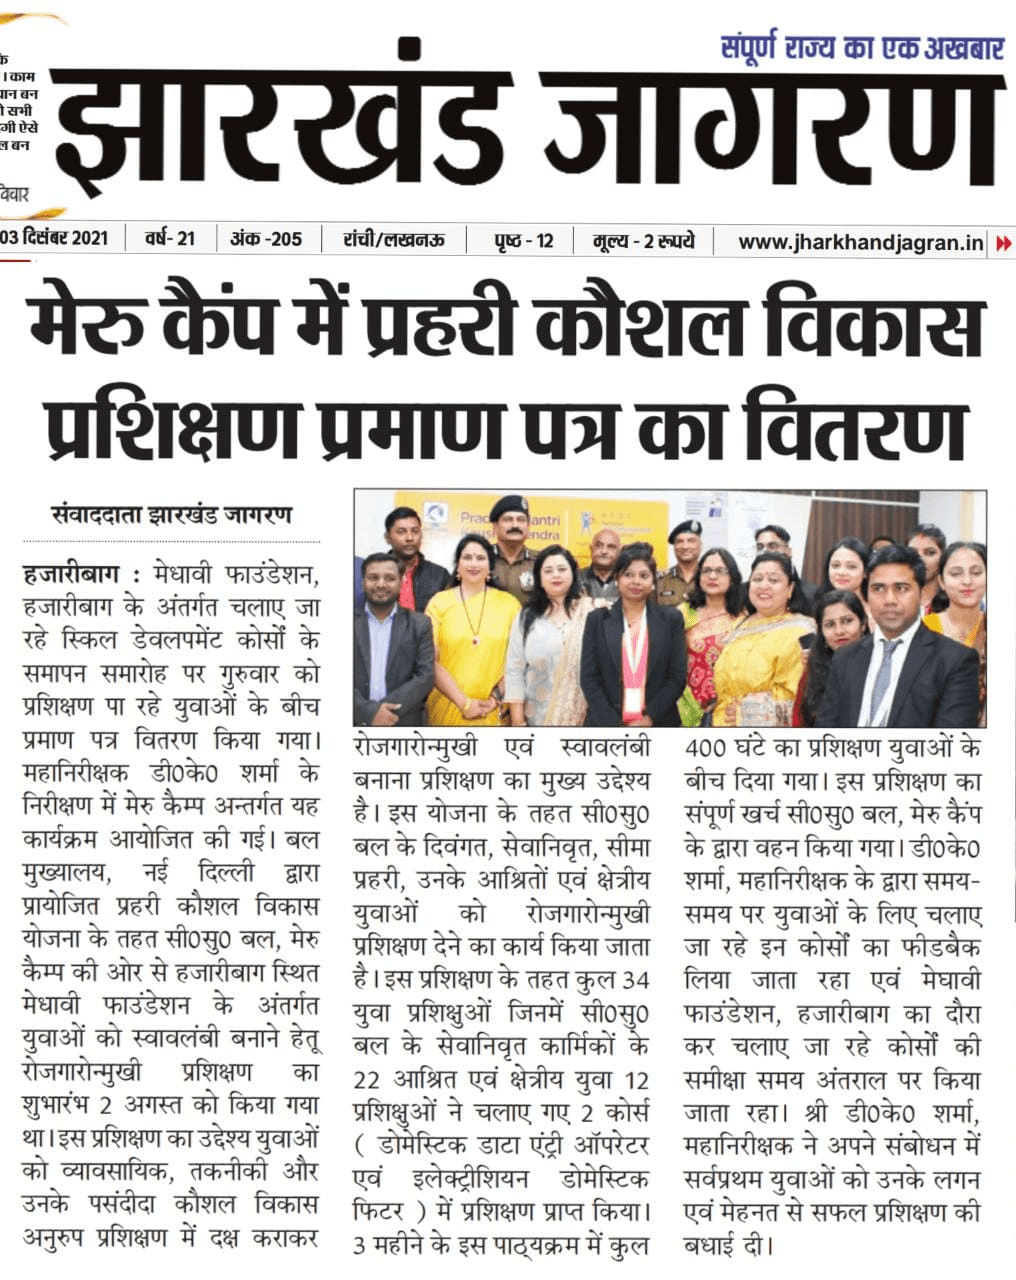 संपूर्ण राज्य का एक अखबार
के
। काम
यान बन
सभी
ऐसे
बन
विचार
झारखंड जागरण
03 दिसंबर 2021 वर्ष- 21 अंक -205 रांची/लखनऊ पृष्ठ - 12 मूल्य - 2 रूपये www.jharkhandjagran.in
मेरु कैंप में प्रहरी कौशल विकास
प्रशिक्षण प्रमाण पत्र का वितरण
संवाददाता झारखंड जागरण
हजारीबाग : मेधावी फाउंडेशन,
हजारीबाग के अंतर्गत चलाए जा
रहे स्किल डेवलपमेंट कोर्सों के
समापन समारोह पर गुरुवार को
प्रशिक्षण पा रहे युवाओं के बीच
प्रमाण पत्र वितरण किया गया।
महानिरीक्षक डी0के0 शर्मा के
निरीक्षण में मेरु कैम्प अन्तर्गत यह
कार्यक्रम आयोजित की गई। बल
मुख्यालय, नई दिल्ली द्वारा
प्रायोजित प्रहरी कौशल विकास
योजना के तहत सी0सु0 बल, मेरु
कैम्प की ओर से हजारीबाग स्थित
मेधावी फाउंडेशन के अंतर्गत
युवाओं को स्वावलंबी बनाने हेतू
रोजगारोन्मुखी प्रशिक्षण का
शुभारंभ 2 अगस्त को किया गया
था। इस प्रशिक्षण का उद्देश्य युवाओं
को व्यावसायिक, तकनीकी और
उनके पसंदीदा कौशल विकास
अनुरुप प्रशिक्षण में दक्ष कराकर
रोजगारोन्मुखी एवं स्वावलंबी
बनाना प्रशिक्षण का मुख्य उद्देश्य
है। इस योजना के तहत सी0सु0
बल के दिवंगत, सेवानिवृत, सीमा
प्रहरी, उनके आश्रितों एवं क्षेत्रीय
युवाओं को रोजगारोन्मुखी
प्रशिक्षण देने का कार्य किया जाता
है। इस प्रशिक्षण के तहत कुल 34
युवा प्रशिक्षुओं जिनमें सी0सु0
बल के सेवानिवृत कार्मिकों के
22 आश्रित एवं क्षेत्रीय युवा 12
प्रशिक्षुओं ने चलाए गए 2 कोर्स
( डोमेस्टिक डाटा एंट्री ऑपरेटर
एवं इलेक्ट्रीशियन डोमेस्टिक
फिटर ) में प्रशिक्षण प्राप्त किया।
3 महीने के इस पाठ्यक्रम में कुल
400 घंटे का प्रशिक्षण युवाओं के
बीच दिया गया। इस प्रशिक्षण का
संपूर्ण खर्च सी0सु0 बल, मेरु कैंप
के द्वारा वहन किया गया। डी0के0
शर्मा, महानिरीक्षक के द्वारा समय-
समय पर युवाओं के लिए चलाए
जा रहे इन कोर्सों का फीडबैक
लिया जाता रहा एवं मेघावी
फाउंडेशन, हजारीबाग का दौरा
कर चलाए जा रहे कोर्सों की
समीक्षा समय अंतराल पर किया
जाता रहा। श्री डी0के0 शर्मा,
महानिरीक्षक ने अपने संबोधन में
सर्वप्रथम युवाओं को उनके लगन
एवं मेहनत से सफल प्रशिक्षण की
बधाई दी।